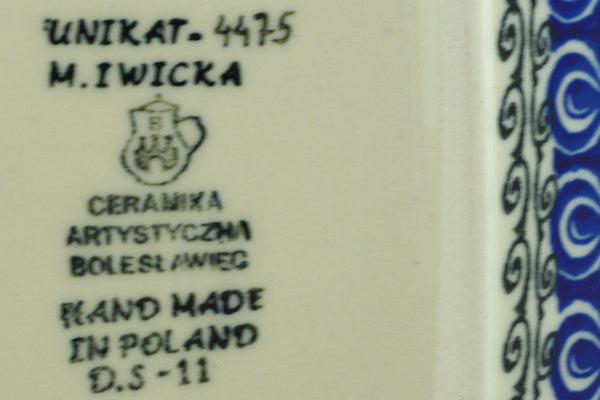 UNIKAT- 4475
M.IWICKA
B
CERAMIKA
ARTYSTYCZNA
BOLESŁAWIEC
HAND MADE
IN POLAND
D.S -11